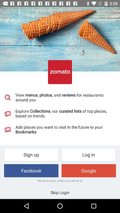 zomato
View menus, photos, and reviews for restaurants
around you
Explore Collections, our curated lists of top places,
based on trends
Add places you want to visit in the future to your
Bookmarks
Sign up
Log in
Facebook
Google
Skip Login